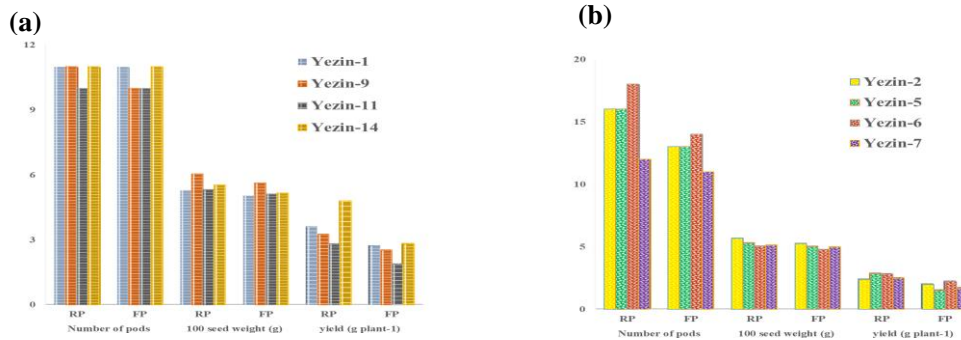 (a)
12
9
6
3
0
Yezin-1
Yezin-9
Yezin-11
Yezin-14
RP FP RP FP RP FP
Number of pods 100 seed weight (g) yield (g plant-1)
(b)
20
15
10
5
0
Yezin-2
Yezin-5
Yezin-6
Yezin-7
RP FP RP FP RP FP
Number of pods 100 seed weight (g) yield (g plant-1)